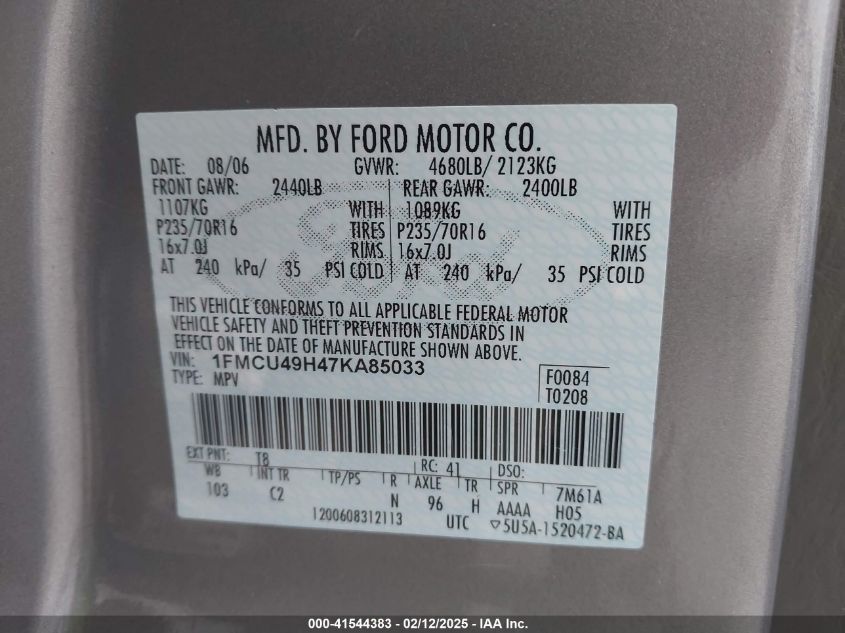 MFD. BY FORD MOTOR CO.
DATE: 08/06 GVWR: 4680LB/ 2123KG
FRONT GAWR: 2440LB REAR GAWR: 2400LB
1107KG WITH 1089KG WITH
P235/70R16 TIRES P235/70R16 TIRES
16x7.0J RIMS 16x7.0J RIMS
AT 240 kPa/ 35 PSI COLD AT 240 kPa/ 35 PSI COLD
THIS VEHICLE CONFORMS TO ALL APPLICABLE FEDERAL MOTOR
VEHICLE SAFETY AND THEFT PREVENTION STANDARDS IN
EFFECT ON THE DATE OF MANUFACTURE SHOWN ABOVE.
VIN: 1FMCU49H47KA85033
TYPE: MPV
F0084
T0208
EXT PNT: T8 RC: 41 DSO:
WB INT TR TP/PS R AXLE TR SPR 7M61A
103 C2 N 96 H AAAA H05
1200608312113 UTC ▽5U5A-1520472-BA
Ford
000-41544383 - 02/12/2025 - IAA Inc.